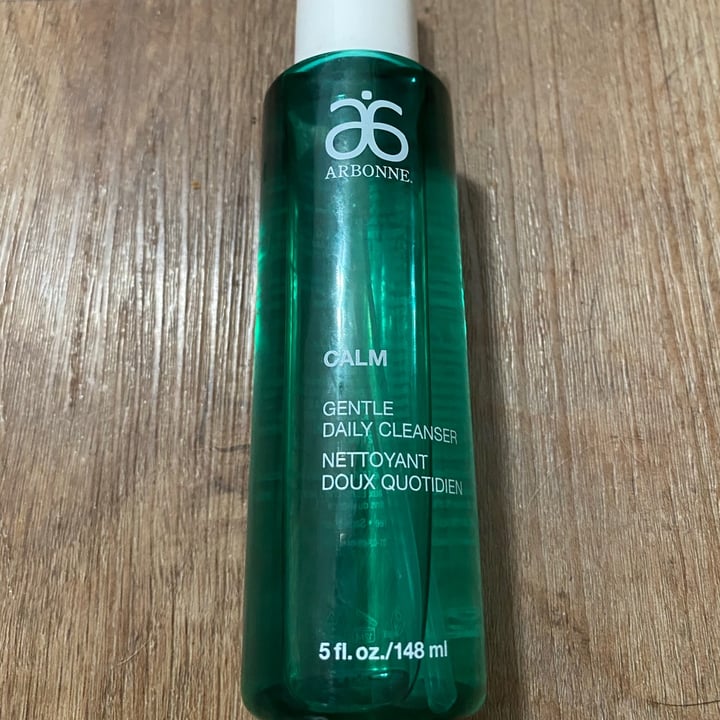 ARBONNE.
CALM
GENTLE
DAILY CLEANSER
NETTOYANT
DOUX QUOTIDIEN
5 fl. oz./148 ml